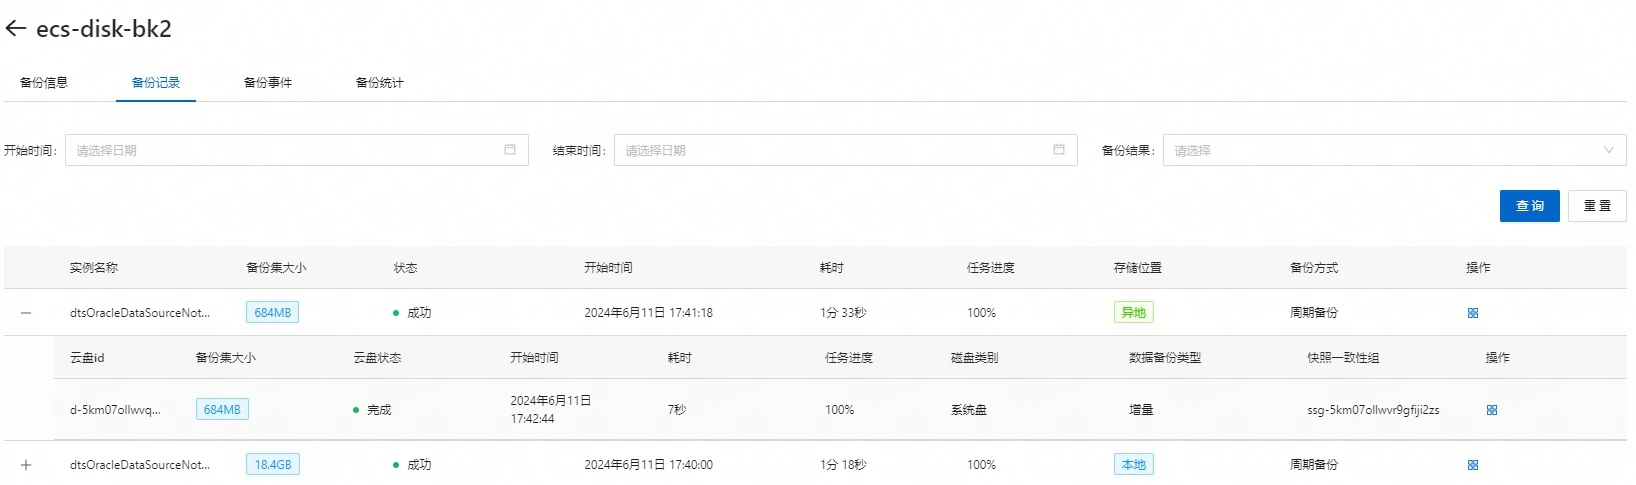 ecs-disk-bk2
备份信息 备份记录 备份事件 备份统计
开始时间: 请选择日期 结束时间: 请选择日期 备份结果: 请选择
查 询 重 置
实例名称 备份集大小 状态 开始时间 耗时 任务进度 存储位置 备份方式 操作
dtsOracleDataSourceNot... 684MB 成功 2024年6月11日 17:41:18 1分 33秒 100% 异地 周期备份
云盘id 备份集大小 云盘状态 开始时间 耗时 任务进度 磁盘类别 数据备份类型 快照一致性组 操作
d-5km07ollwvq... 684MB 完成 2024年6月11日 17:42:44 7秒 100% 系统盘 增量 ssg-5km07ollwvr9gfiji2zs
dtsOracleDataSourceNot... 18.4GB 成功 2024年6月11日 17:40:00 1分 18秒 100% 本地 周期备份